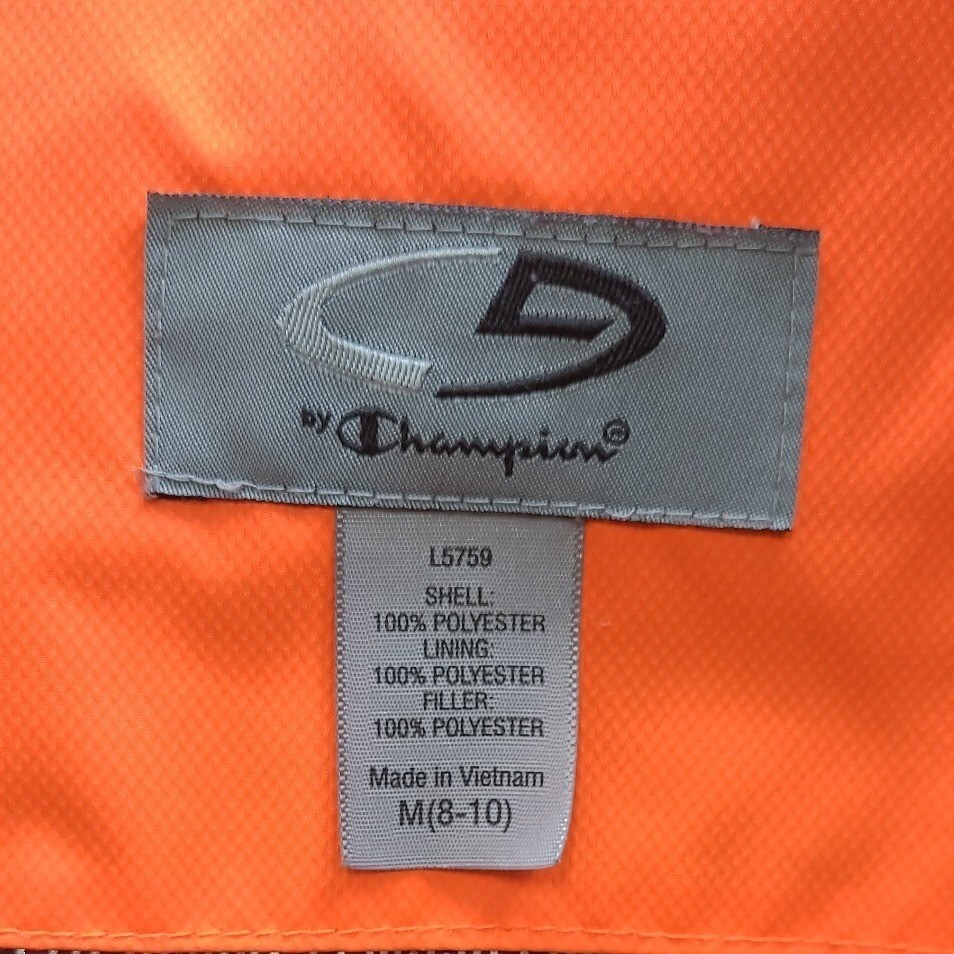 by Champion®
L5759
SHELL:
100% POLYESTER
LINING:
100% POLYESTER
FILLER:
100% POLYESTER
Made in Vietnam
M(8-10)